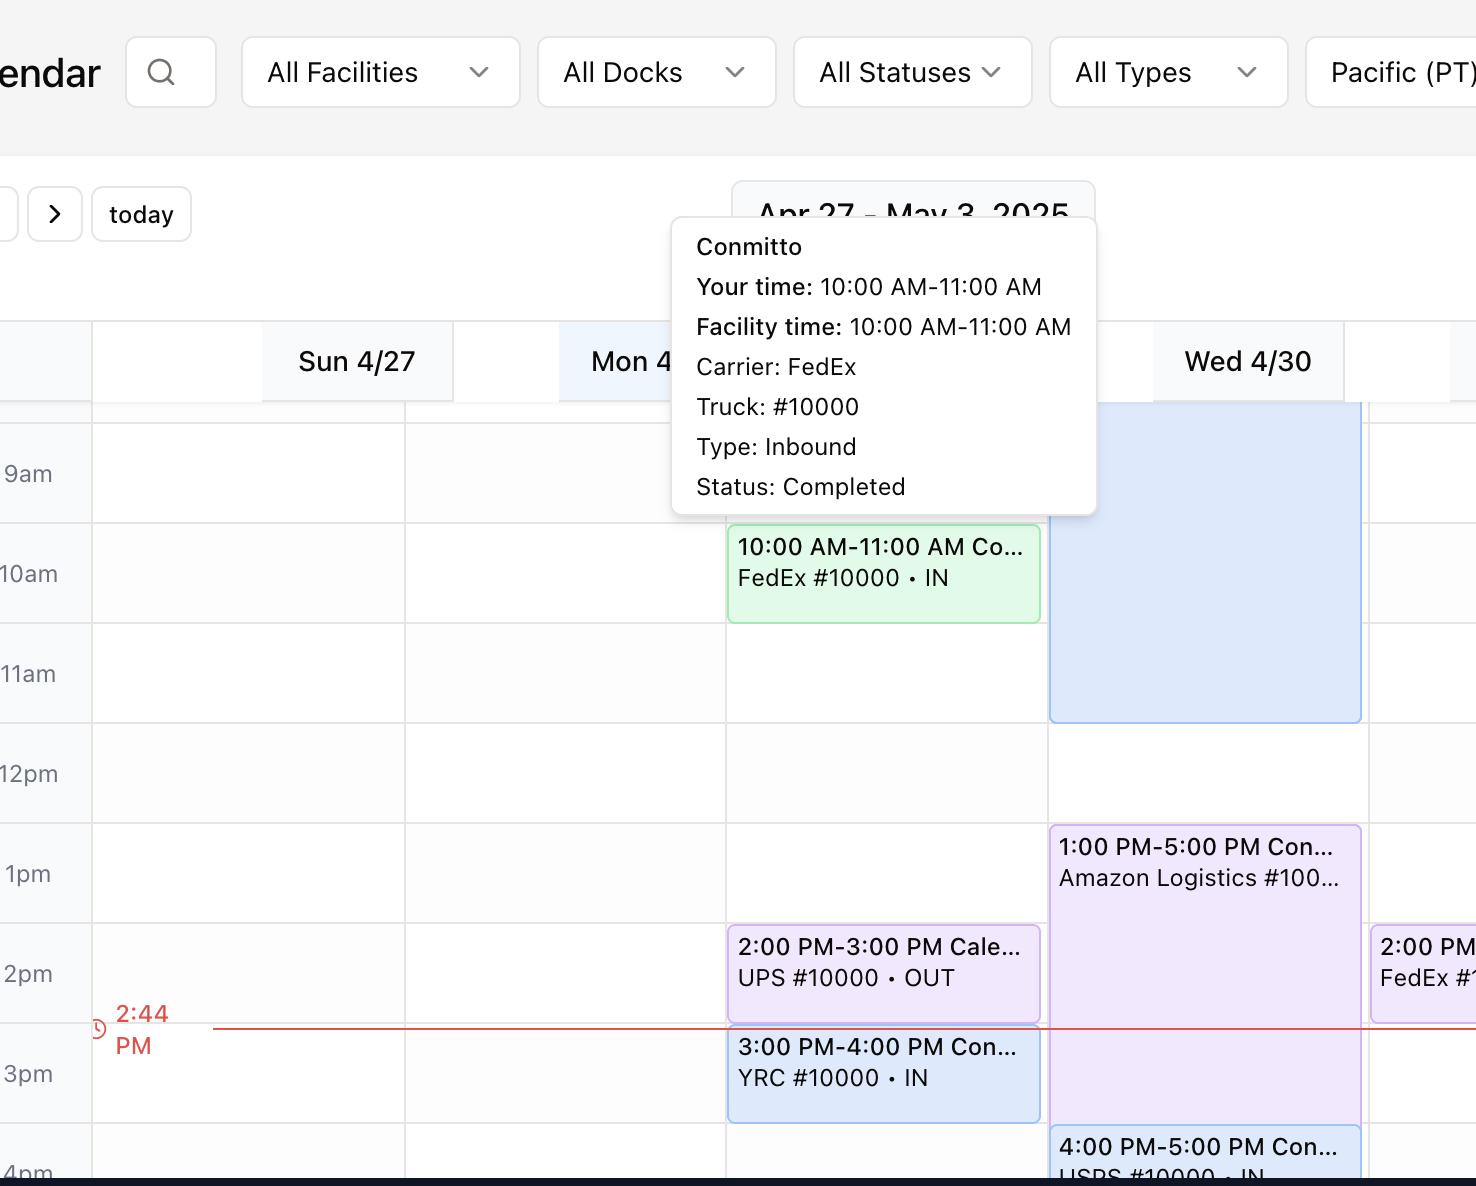 endar
All Facilities
All Docks
All Statuses
All Types
Pacific (PT)
today
Apr 27 - May 3, 2025
Conmitto
Your time: 10:00 AM-11:00 AM
Facility time: 10:00 AM-11:00 AM
Carrier: FedEx
Truck: #10000
Type: Inbound
Status: Completed
Sun 4/27
Mon 4
Wed 4/30
9am
10am
10:00 AM-11:00 AM Co...
FedEx #10000 • IN
11am
12pm
1pm
1:00 PM-5:00 PM Con...
Amazon Logistics #100...
2pm
2:00 PM-3:00 PM Cale...
UPS #10000 • OUT
2:00 PM
FedEx #1
2:44
PM
3pm
3:00 PM-4:00 PM Con...
YRC #10000 • IN
4pm
4:00 PM-5:00 PM Con...
USPS #10000 • IN